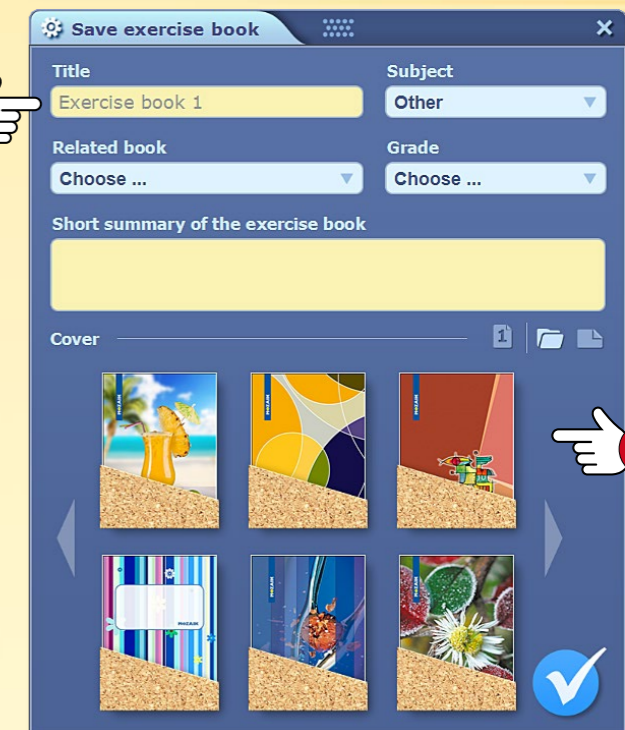 Save exercise book
Title
Subject
Exercise book 1
Other
Related book
Grade
Choose ...
Choose ...
Short summary of the exercise book
Cover
1